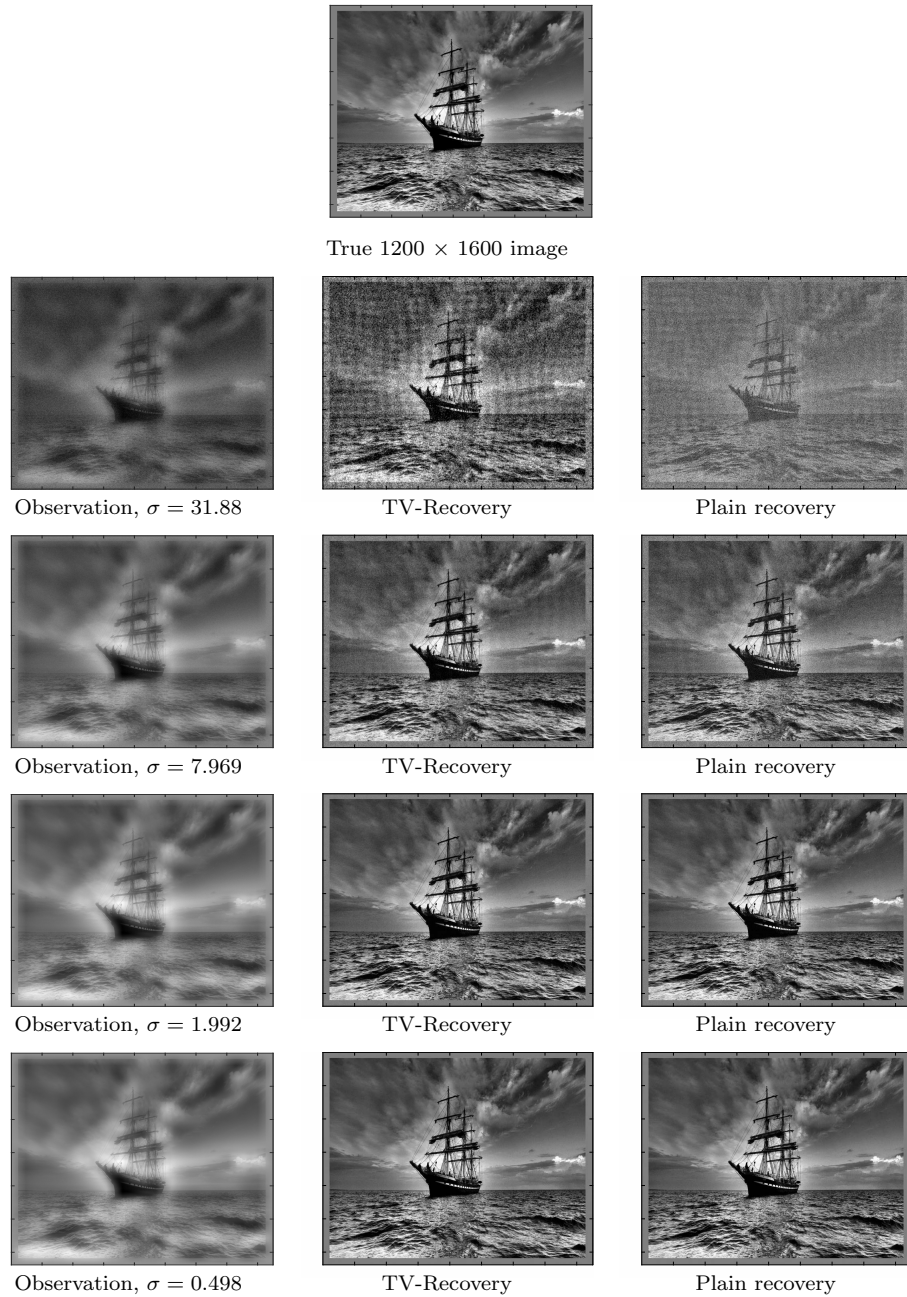 True 1200 × 1600 image
Observation, σ = 31.88
TV-Recovery
Plain recovery
Observation, σ = 7.969
TV-Recovery
Plain recovery
Observation, σ = 1.992
TV-Recovery
Plain recovery
Observation, σ = 0.498
TV-Recovery
Plain recovery